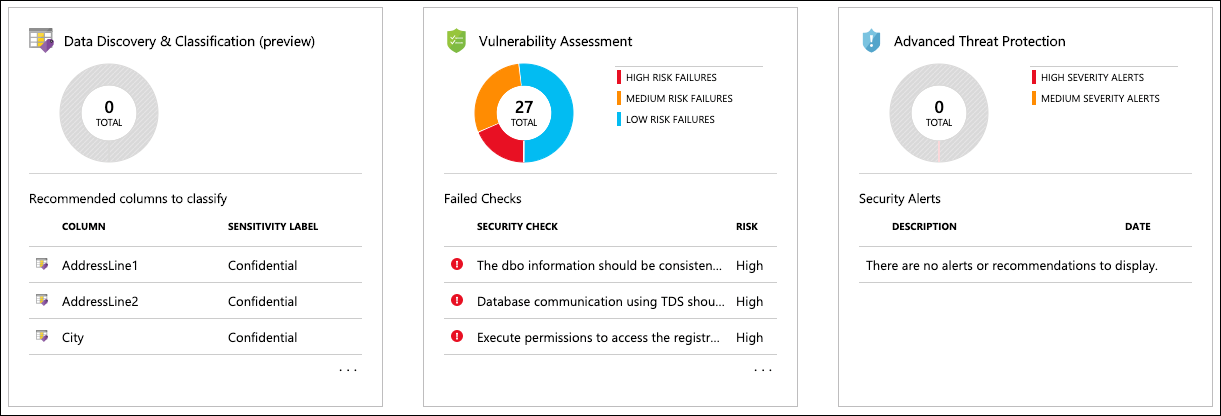 Data Discovery & Classification (preview)
0
TOTAL
Recommended columns to classify
COLUMN SENSITIVITY LABEL
AddressLine1 Confidential
AddressLine2 Confidential
City Confidential
...
Vulnerability Assessment
27
TOTAL
HIGH RISK FAILURES
MEDIUM RISK FAILURES
LOW RISK FAILURES
Failed Checks
SECURITY CHECK RISK
The dbo information should be consisten... High
Database communication using TDS shou... High
Execute permissions to access the registr... High
...
Advanced Threat Protection
0
TOTAL
HIGH SEVERITY ALERTS
MEDIUM SEVERITY ALERTS
Security Alerts
DESCRIPTION DATE
There are no alerts or recommendations to display.